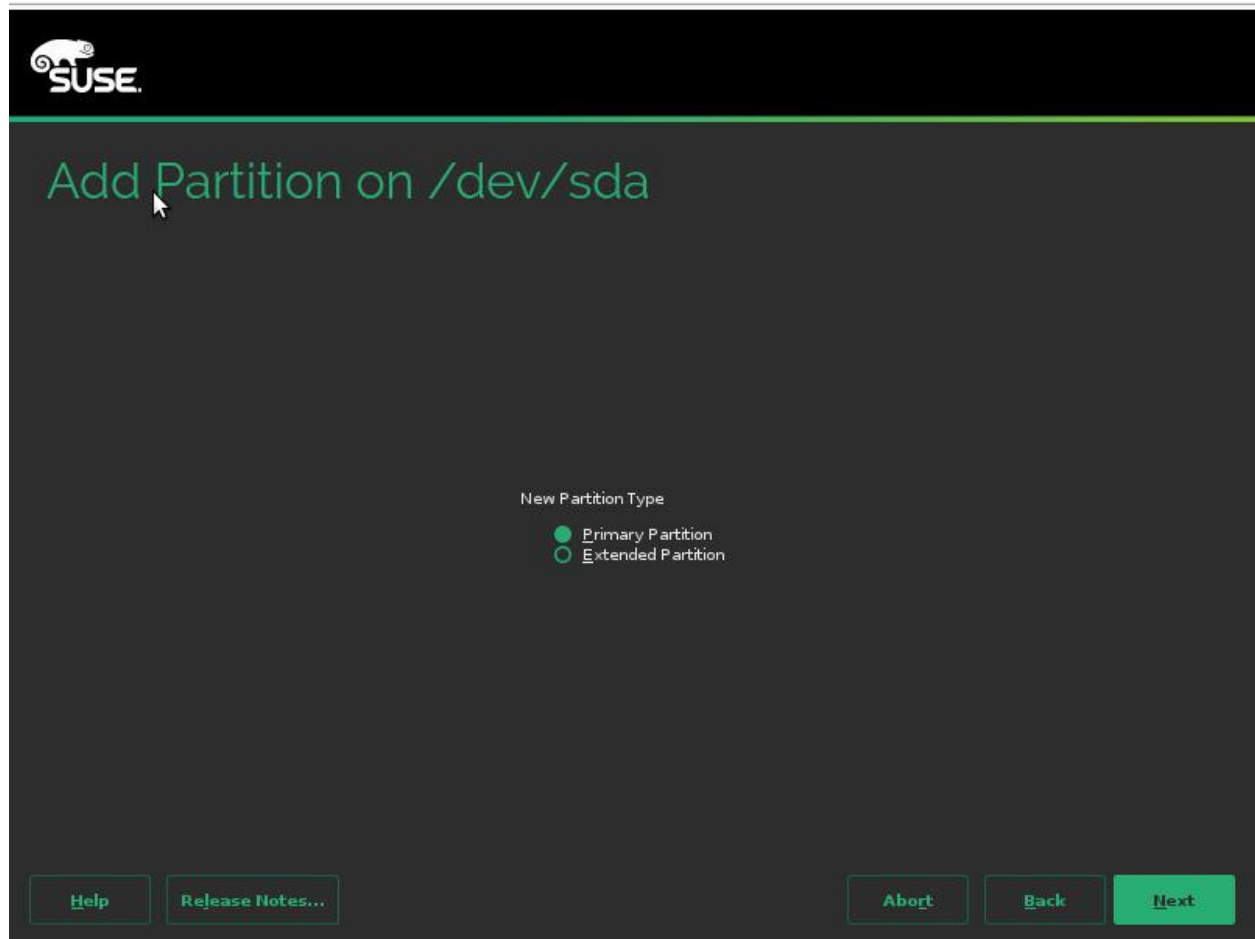 SUSE.
Add Partition on /dev/sda
New Partition Type
Primary Partition
Extended Partition
Help Release Notes... Abort Back Next